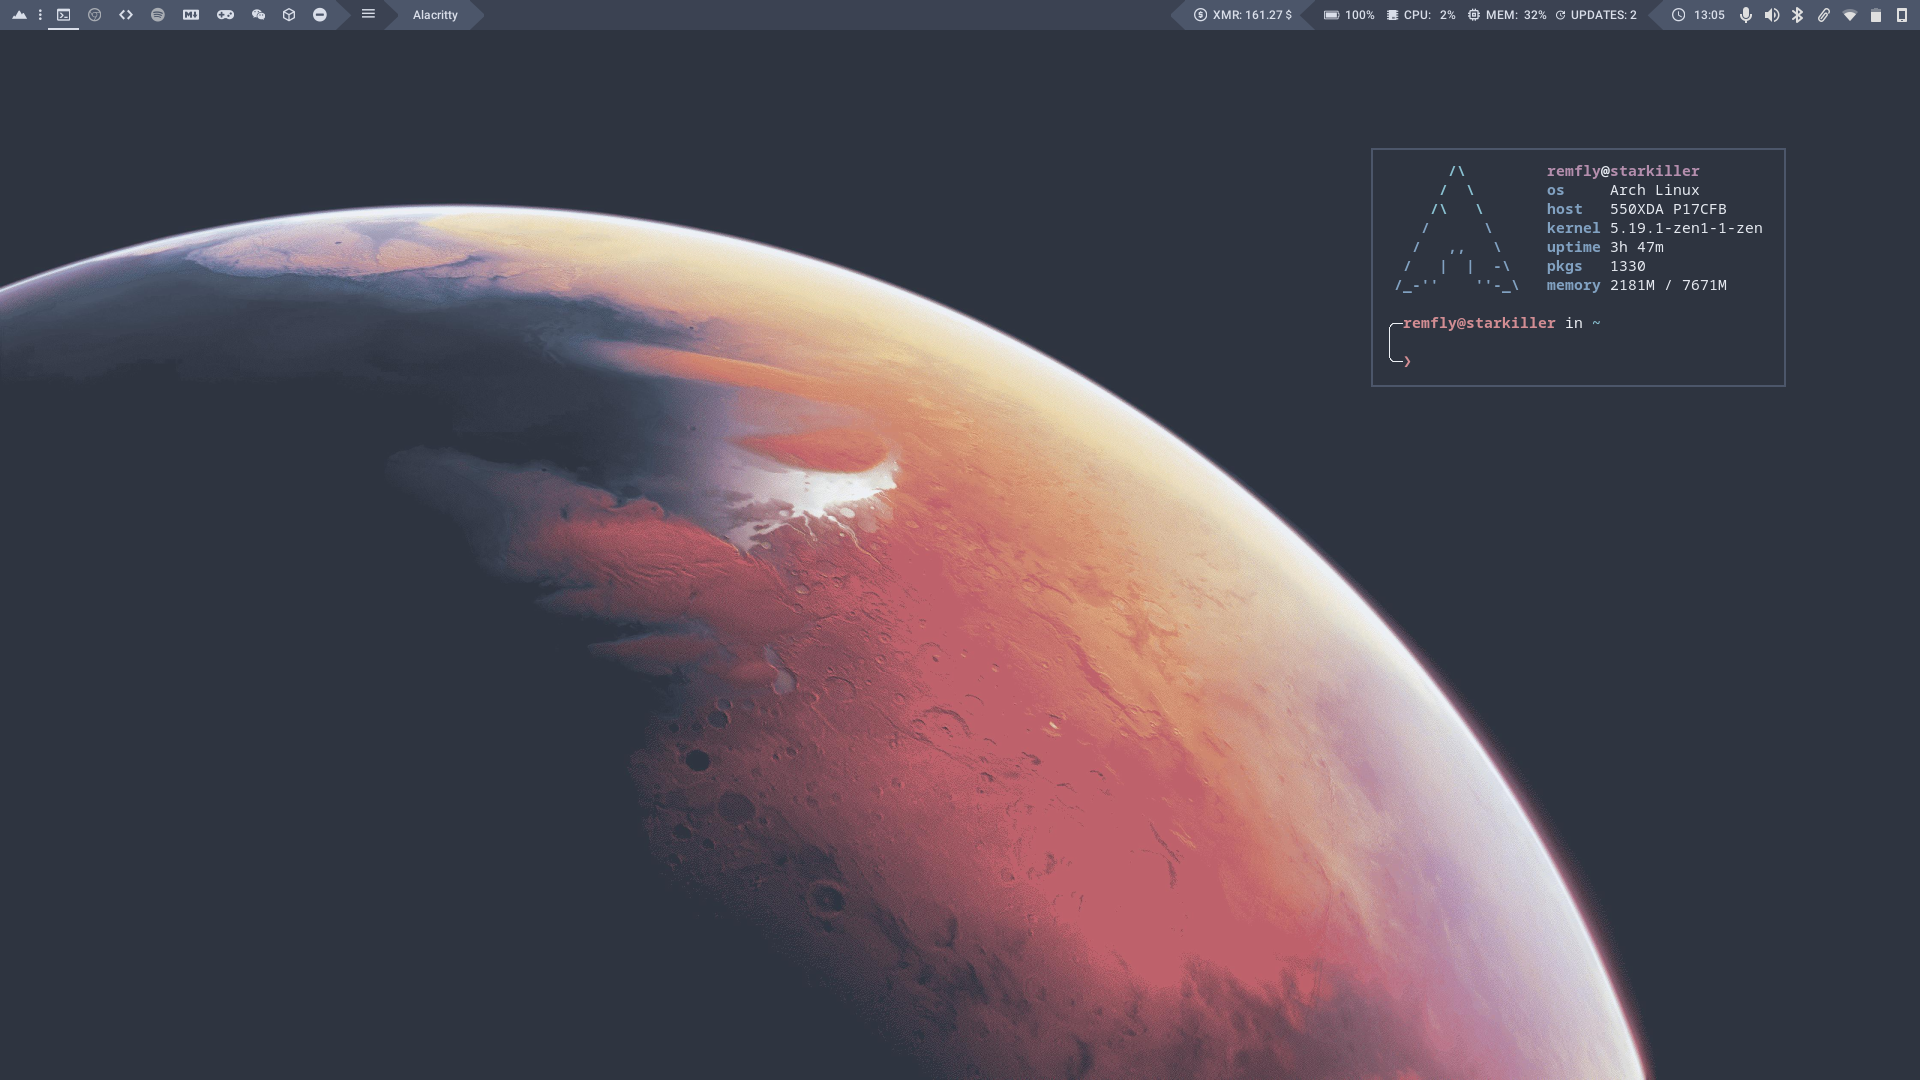 Alacritty
XMR: 161.27 $
100% CPU: 2% MEM: 32% UPDATES: 2
13:05
remfly@starkiller
os Arch Linux
host 550XDA P17CFB
kernel 5.19.1-zen1-1-zen
uptime 3h 47m
pkgs 1330
memory 2181M / 7671M
remfly@starkiller in ~
❯